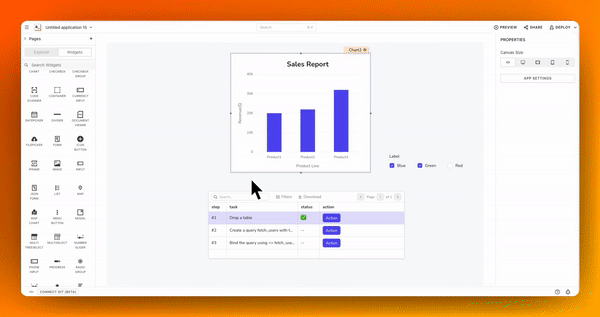 Untitled application 15
Search
PREVIEW
SHARE
DEPLOY
Pages
Explorer
Widgets
Search Widgets
CHART
CHECKBOX
CHECKBOX GROUP
CODE SCANNER
CONTAINER
CURRENCY INPUT
DATEPICKER
DIVIDER
DOCUMENT VIEWER
FILEPICKER
FORM
ICON BUTTON
IFRAME
IMAGE
INPUT
JSON FORM
LIST
MAP
MAP CHART
MENU BUTTON
MODAL
MULTI TREESELECT
MULTISELECT
NUMBER SLIDER
PHONE INPUT
PROGRESS
RADIO GROUP
CONNECT GIT (BETA)
Chart1
Sales Report
Revenue($)
40k
30k
20k
10k
0
Product1
Product2
Product3
Product Line
Label
Blue
Green
Red
Search...
Filters
Download
Page 1 of 1
step
task
status
action
#1
Drop a table
✅
Action
#2
Create a query fetch_users with t...
--
Action
#3
Bind the query using => fetch_use...
--
Action
PROPERTIES
Canvas Size
APP SETTINGS